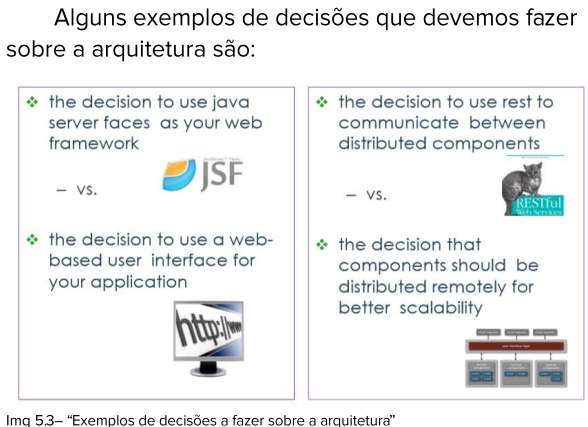 Alguns exemplos de decisões que devemos fazer
sobre a arquitetura são:
❖ the decision to use java
server faces as your web
framework
JSF
– vs.
❖ the decision to use a web-
based user interface for
your application
http://www
❖ the decision to use rest to
communicate between
distributed components
– vs.
RESTful
Web Services
❖ the decision that
components should be
distributed remotely for
better scalability
Img 5.3– “Exemplos de decisões a fazer sobre a arquitetura”